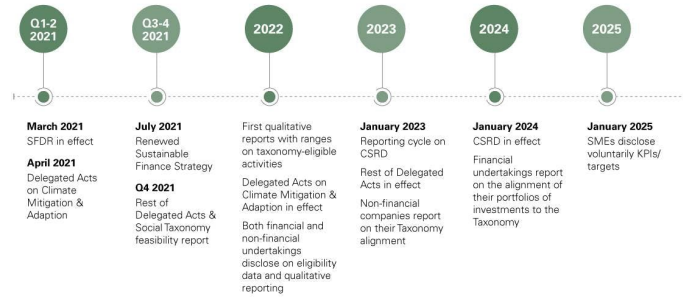 Q1-2
2021
Q3-4
2021
2022
2023
2024
2025
March 2021
SFDR in effect
April 2021
Delegated Acts
on Climate
Mitigation &
Adaption
July 2021
Renewed
Sustainable
Finance Strategy
Q4 2021
Rest of
Delegated Acts &
Social Taxonomy
feasibility report
First qualitative
reports with ranges
on taxonomy-eligible
activities
Delegated Acts on
Climate Mitigation &
Adaption in effect
Both financial and
non-financial
undertakings
disclose on eligibility
data and qualitative
reporting
January 2023
Reporting cycle on
CSRD
Rest of Delegated
Acts in effect
Non-financial
companies report
on their Taxonomy
alignment
January 2024
CSRD in effect
Financial
undertakings report
on the alignment of
their portfolios of
investments to the
Taxonomy
January 2025
SMEs disclose
voluntarily KPIs/
targets